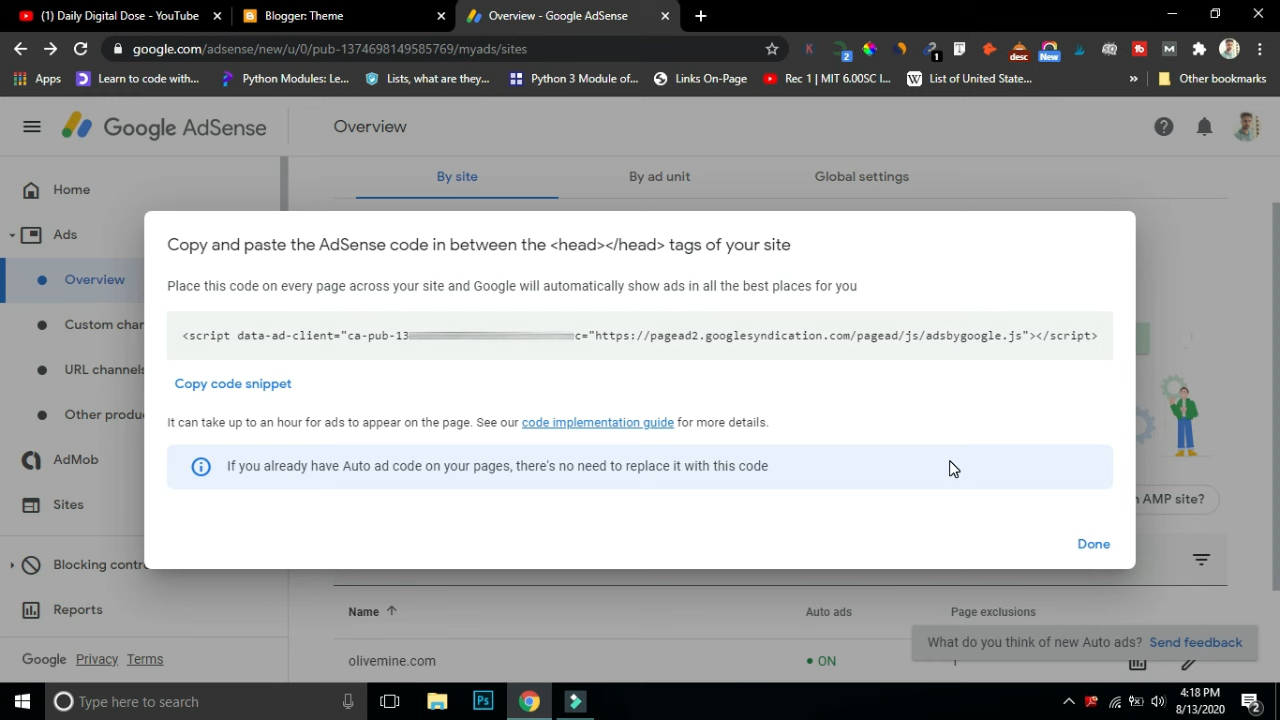 (1) Daily Digital Dose - YouTube
Blogger: Theme
Overview - Google AdSense
google.com/adsense/new/u/0/pub-1374698149585769/myads/sites
2
1
desc
New
Apps
Learn to code with...
Python Modules: Le...
Lists, what are they...
Python 3 Module of...
Links On-Page
Rec 1 | MIT 6.00SC I...
List of United State...
Other bookmarks
Google AdSense
Overview
Home
Ads
Overview
Custom char
URL channels
Other produ
AdMob
Sites
Blocking contro
Reports
Google Privacy Terms
By site
By ad unit
Global settings
Copy and paste the AdSense code in between the <head></head> tags of your site
Place this code on every page across your site and Google will automatically show ads in all the best places for you
<script data-ad-client="ca-pub-13 c="https://pagead2.googlesyndication.com/pagead/js/adsbygoogle.js"></script>
Copy code snippet
It can take up to an hour for ads to appear on the page. See our code implementation guide for more details.
If you already have Auto ad code on your pages, there's no need to replace it with this code
AMP site?
Done
Name
Auto ads
Page exclusions
What do you think of new Auto ads? Send feedback
olivemine.com
ON
1
Type here to search
Ps
4:18 PM
8/13/2020
2